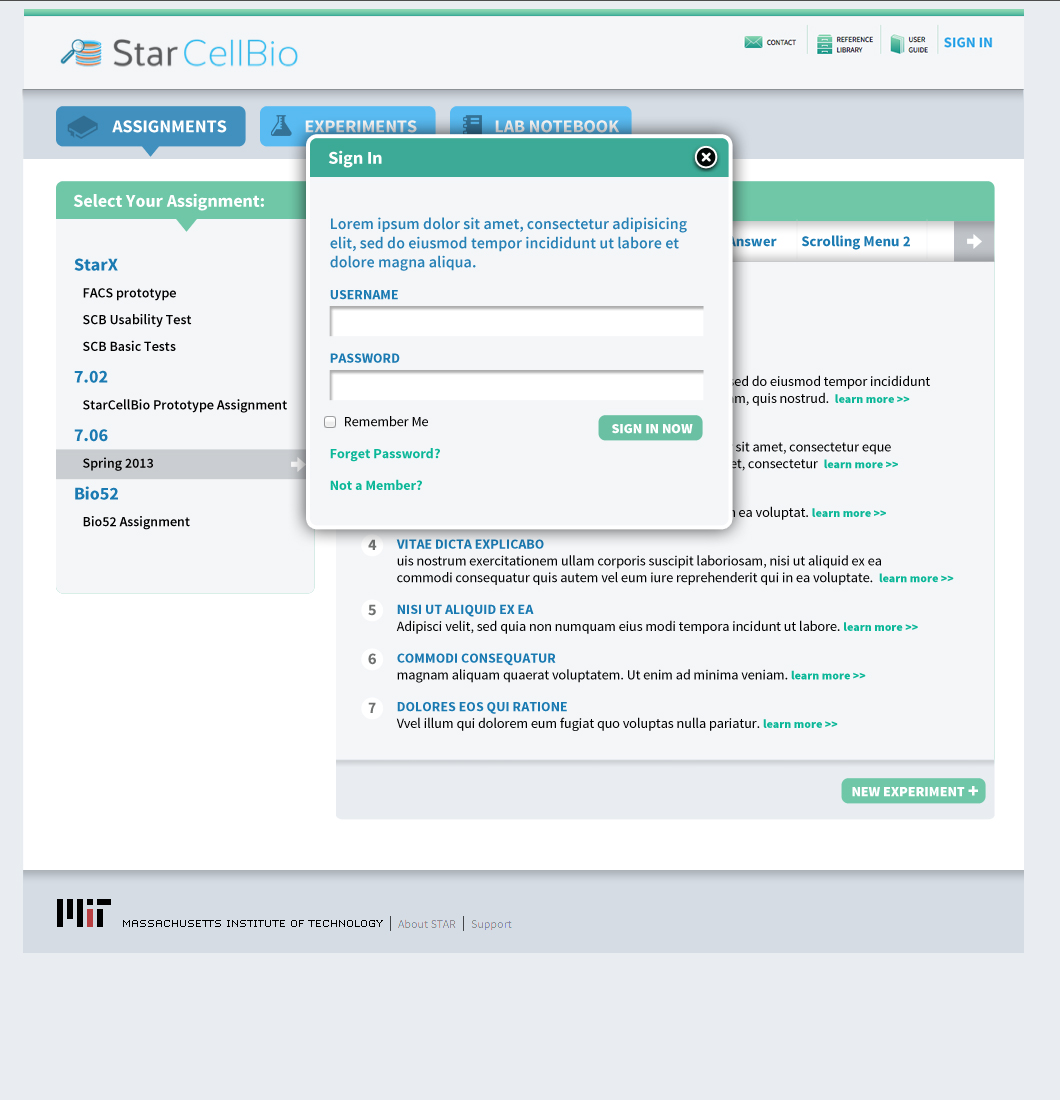 StarCellBio
CONTACT
REFERENCE
LIBRARY
USER
GUIDE
SIGN IN
ASSIGNMENTS
EXPERIMENTS
LAB NOTEBOOK
Select Your Assignment:
StarX
FACS prototype
SCB Usability Test
SCB Basic Tests
7.02
StarCellBio Prototype Assignment
7.06
Spring 2013
Bio52
Bio52 Assignment
Sign In
Lorem ipsum dolor sit amet, consectetur adipisicing
elit, sed do eiusmod tempor incididunt ut labore et
dolore magna aliqua.
USERNAME
PASSWORD
Remember Me
SIGN IN NOW
Forget Password?
Not a Member?
Answer Scrolling Menu 2
sed do eiusmod tempor incididunt
quis nostrud. learn more >>
sit amet, consectetur eque
consectetur learn more >>
ea voluptat. learn more >>
4 VITAE DICTA EXPLICABO
uis nostrum exercitationem ullam corporis suscipit laboriosam, nisi ut aliquid ex ea
commodi consequatur quis autem vel eum iure reprehenderit qui in ea voluptate. learn more >>
5 NISI UT ALIQUID EX EA
Adipisci velit, sed quia non numquam eius modi tempora incidunt ut labore. learn more >>
6 COMMODI CONSEQUATUR
magnam aliquam quaerat voluptatem. Ut enim ad minima veniam. learn more >>
7 DOLORES EOS QUI RATIONE
Vvel illum qui dolorem eum fugiat quo voluptas nulla pariatur. learn more >>
NEW EXPERIMENT +
MIT MASSACHUSETTS INSTITUTE OF TECHNOLOGY | About STAR | Support